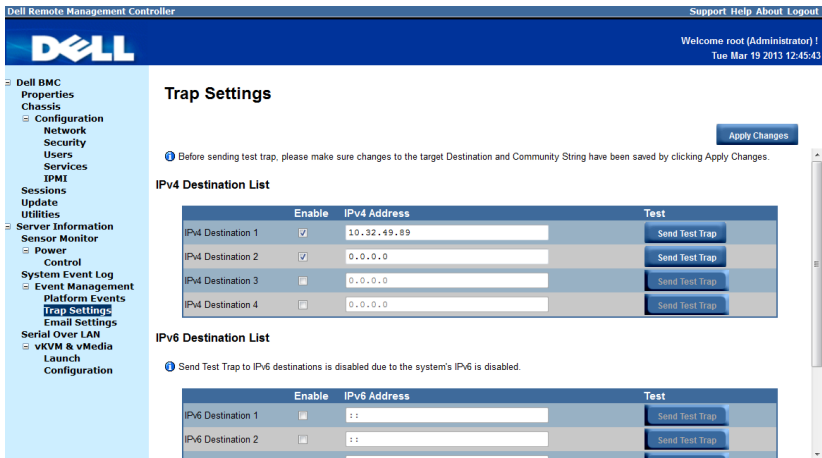 Dell Remote Management Controller
Support Help About Logout
DELL
Welcome root (Administrator) !
Tue Mar 19 2013 12:45:43
Dell BMC
Properties
Chassis
Configuration
Network
Security
Users
Services
IPMI
Sessions
Update
Utilities
Server Information
Sensor Monitor
Power
Control
System Event Log
Event Management
Platform Events
Trap Settings
Email Settings
Serial Over LAN
vKVM & vMedia
Launch
Configuration
Trap Settings
Apply Changes
Before sending test trap, please make sure changes to the target Destination and Community String have been saved by clicking Apply Changes.
IPv4 Destination List
Enable IPv4 Address Test
IPv4 Destination 1 10.32.49.89 Send Test Trap
IPv4 Destination 2 0.0.0.0 Send Test Trap
IPv4 Destination 3 0.0.0.0 Send Test Trap
IPv4 Destination 4 0.0.0.0 Send Test Trap
IPv6 Destination List
Send Test Trap to IPv6 destinations is disabled due to the system's IPv6 is disabled.
Enable IPv6 Address Test
IPv6 Destination 1 :: Send Test Trap
IPv6 Destination 2 :: Send Test Trap